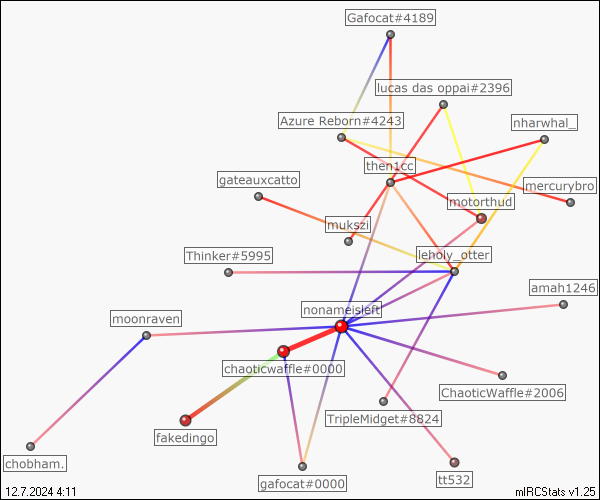 Gafocat#4189
lucas das oppai#2396
Azure Reborn#4243
nharwhal_
then1cc
gateauxcatto
mercurybro
motorthud
mukszi
Thinker#5995
leholy_otter
amah1246
nonameisleft
moonraven
chaoticwaffle#0000
ChaoticWaffle#2006
TripleMidget#8824
fakedingo
chobham.
gafocat#0000
tt532
12.7.2024 4:11
mIRCStats v1.25